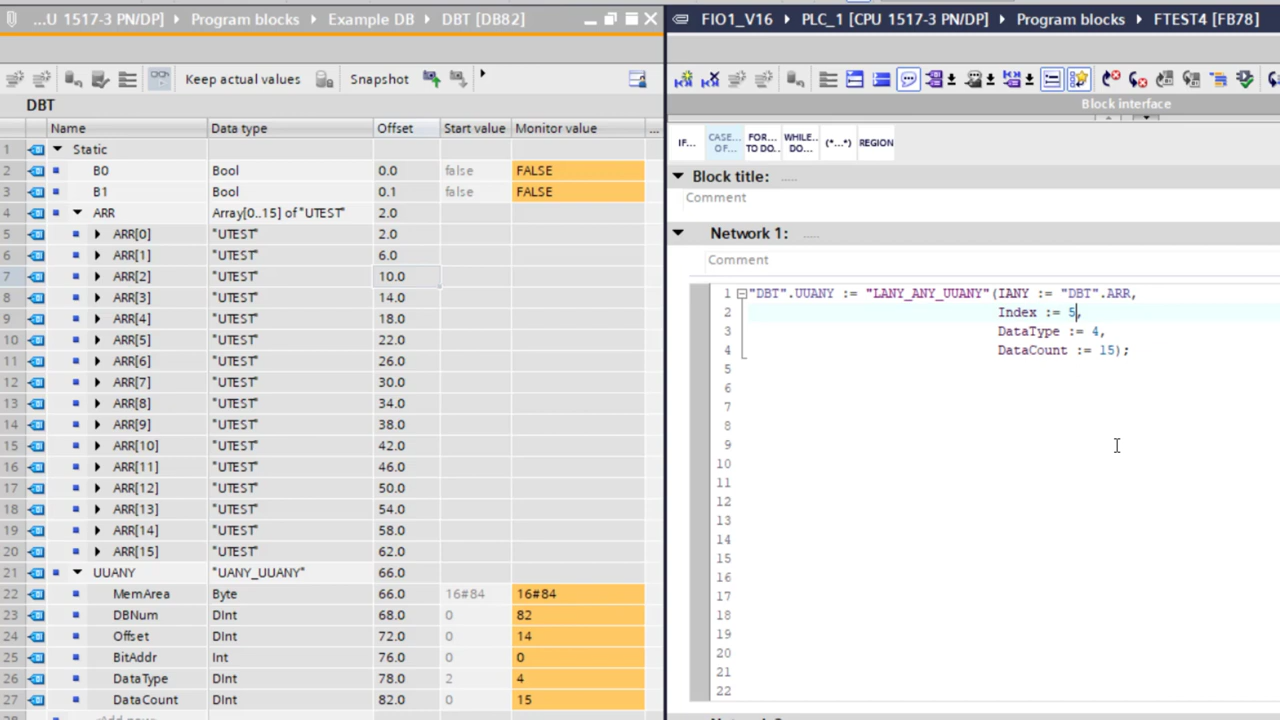 ...U 1517-3 PN/DP] Program blocks Example DB DBT [DB82]
Keep actual values Snapshot
DBT
Name Data type Offset Start value Monitor value ...
1 Static
2 B0 Bool 0.0 false FALSE
3 B1 Bool 0.1 false FALSE
4 ARR Array[0..15] of "UTEST" 2.0
5 ARR[0] "UTEST" 2.0
6 ARR[1] "UTEST" 6.0
7 ARR[2] "UTEST" 10.0
8 ARR[3] "UTEST" 14.0
9 ARR[4] "UTEST" 18.0
10 ARR[5] "UTEST" 22.0
11 ARR[6] "UTEST" 26.0
12 ARR[7] "UTEST" 30.0
13 ARR[8] "UTEST" 34.0
14 ARR[9] "UTEST" 38.0
15 ARR[10] "UTEST" 42.0
16 ARR[11] "UTEST" 46.0
17 ARR[12] "UTEST" 50.0
18 ARR[13] "UTEST" 54.0
19 ARR[14] "UTEST" 58.0
20 ARR[15] "UTEST" 62.0
21 UUANY "UANY_UUANY" 66.0
22 MemArea Byte 66.0 16#84 16#84
23 DBNum DInt 68.0 0 82
24 Offset DInt 72.0 0 14
25 BitAddr Int 76.0 0 0
26 DataType DInt 78.0 2 4
27 DataCount DInt 82.0 0 15
FIO1_V16 PLC_1 [CPU 1517-3 PN/DP] Program blocks FTEST4 [FB78]
Block interface
IF... CASE... OF... FOR... TO DO.. WHILE.. DO... (*...*) REGION
Block title: .....
Comment
Network 1: .....
Comment
1 "DBT".UUANY := "LANY_ANY_UUANY"(IANY := "DBT".ARR,
2 Index := 5,
3 DataType := 4,
4 DataCount := 15);
5
6
7
8
9
10
11
12
13
14
15
16
17
18
19
20
21
22